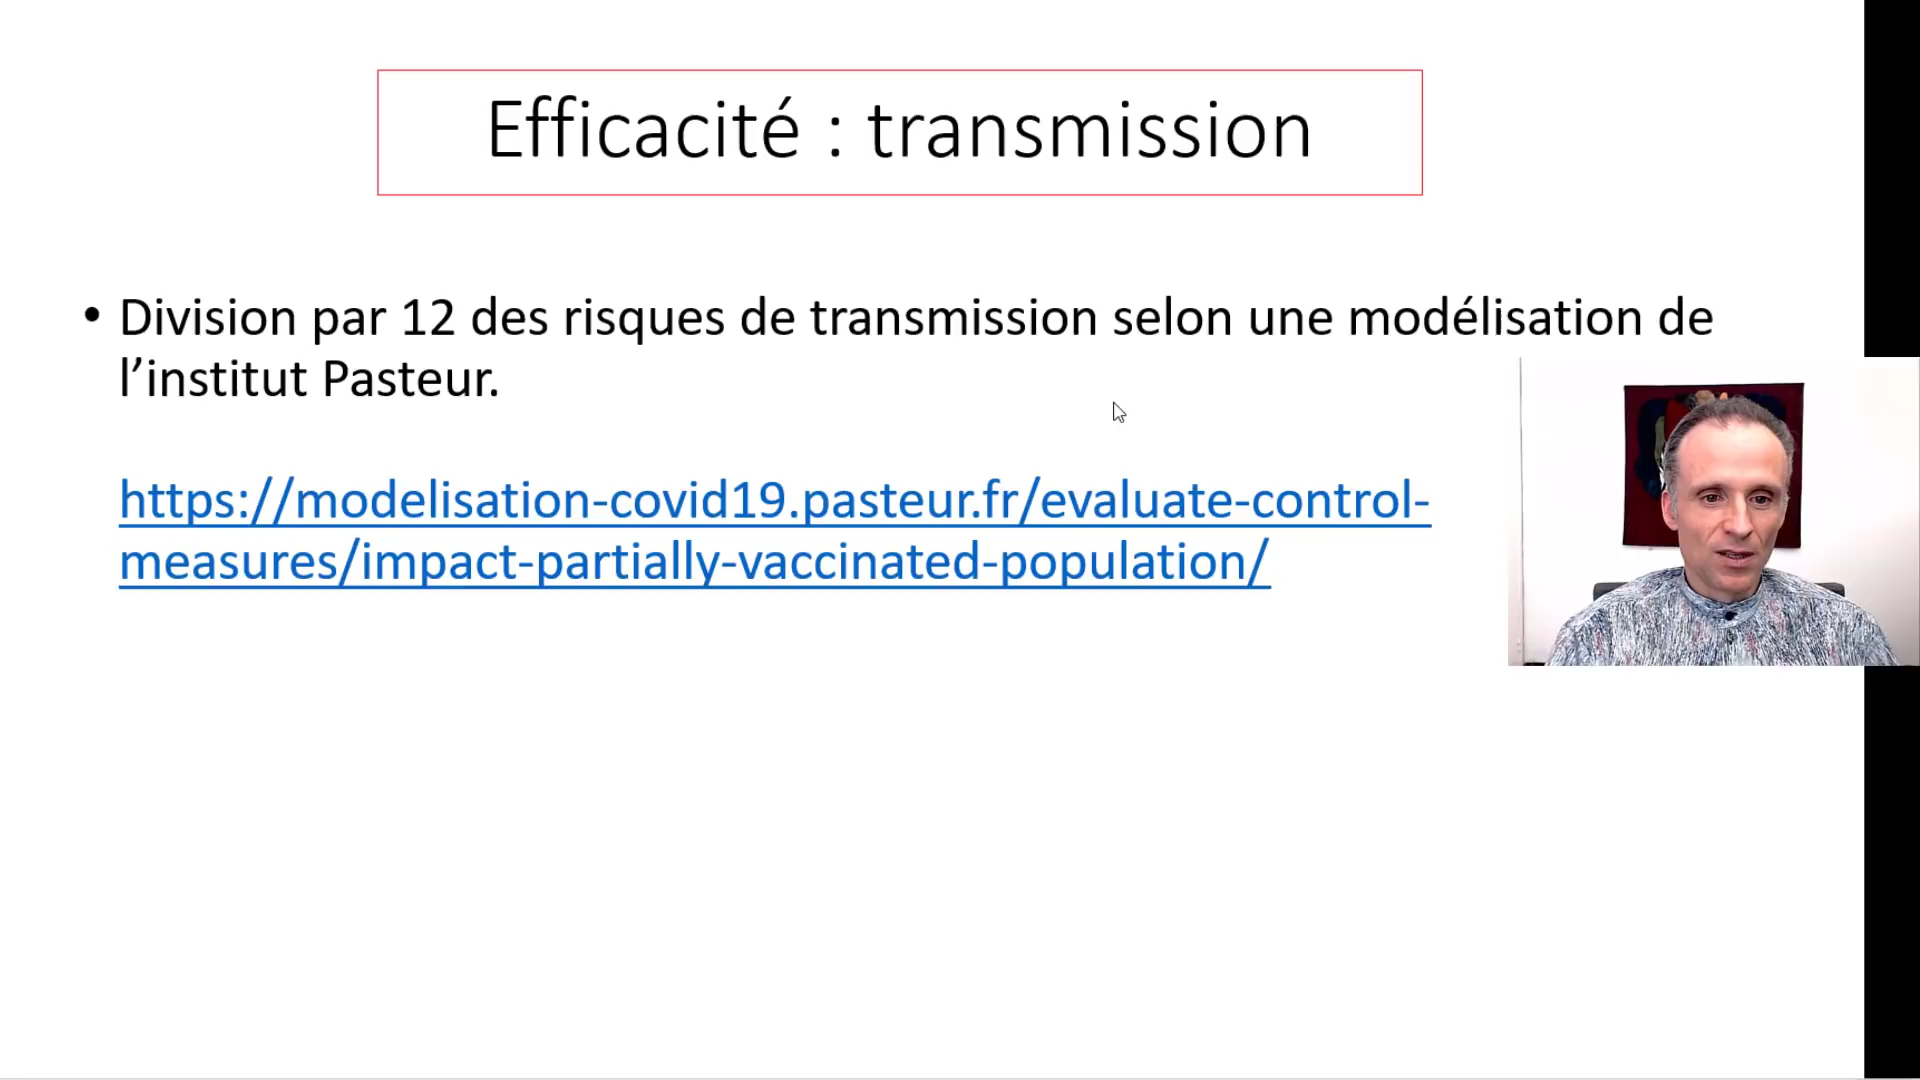 Efficacité : transmission
• Division par 12 des risques de transmission selon une modélisation de
l’institut Pasteur.
https://modelisation-covid19.pasteur.fr/evaluate-control-
measures/impact-partially-vaccinated-population/